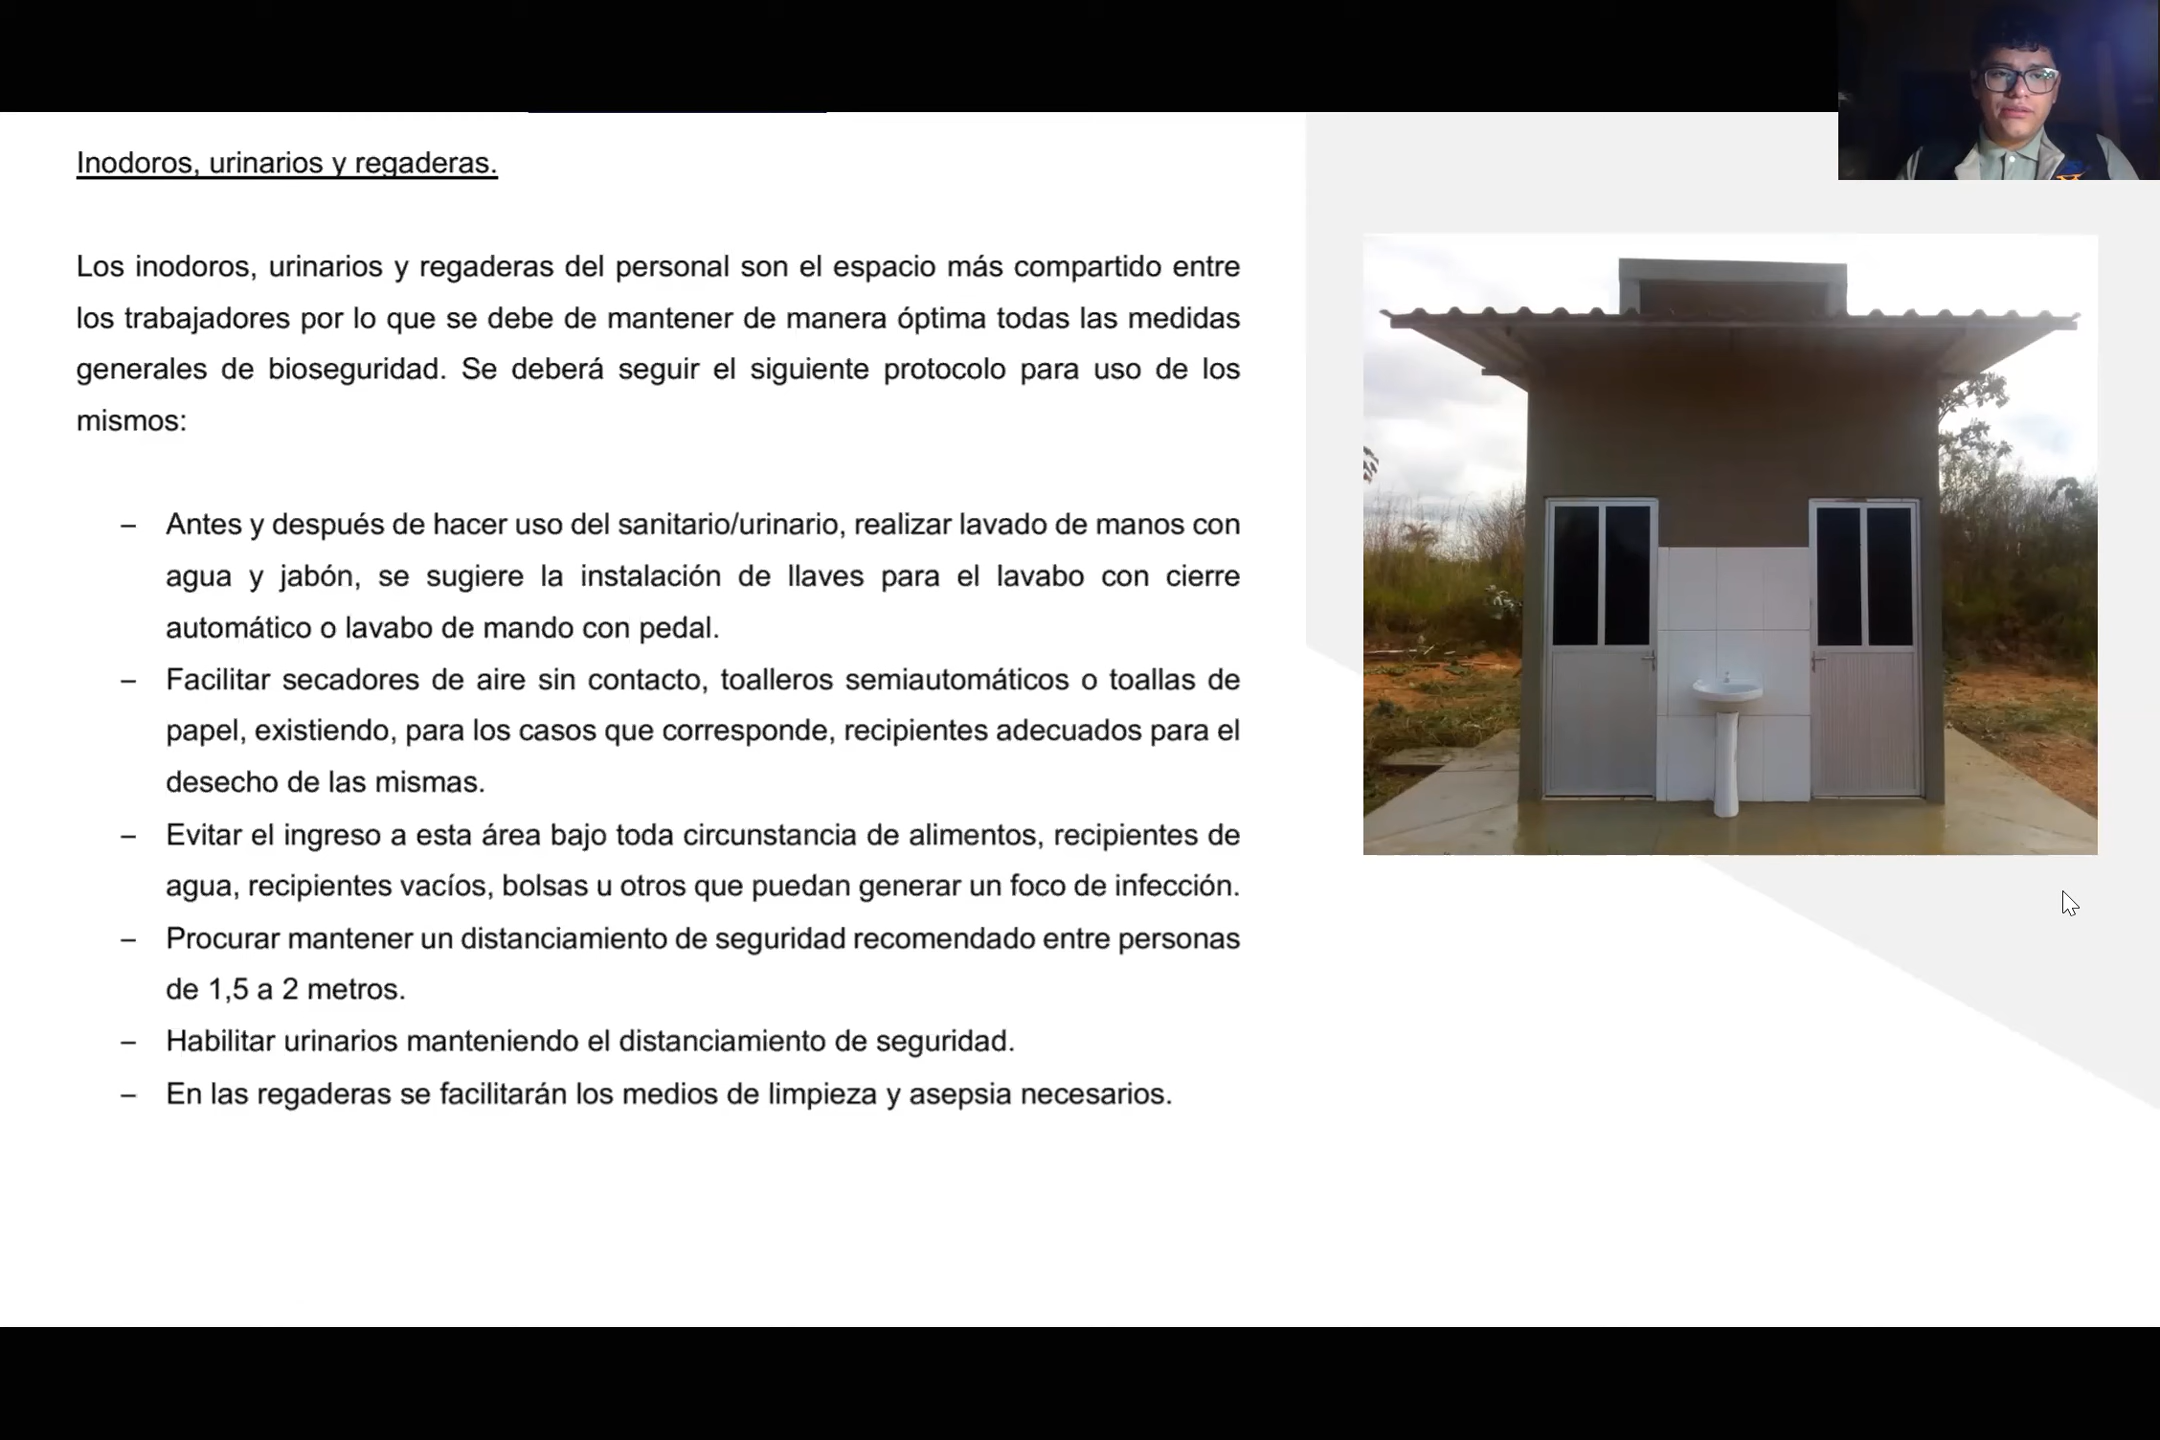 Inodoros, urinarios y regaderas.
Los inodoros, urinarios y regaderas del personal son el espacio más compartido entre
los trabajadores por lo que se debe de mantener de manera óptima todas las medidas
generales de bioseguridad. Se deberá seguir el siguiente protocolo para uso de los
mismos:
– Antes y después de hacer uso del sanitario/urinario, realizar lavado de manos con
agua y jabón, se sugiere la instalación de llaves para el lavabo con cierre
automático o lavabo de mando con pedal.
– Facilitar secadores de aire sin contacto, toalleros semiautomáticos o toallas de
papel, existiendo, para los casos que corresponde, recipientes adecuados para el
desecho de las mismas.
– Evitar el ingreso a esta área bajo toda circunstancia de alimentos, recipientes de
agua, recipientes vacíos, bolsas u otros que puedan generar un foco de infección.
– Procurar mantener un distanciamiento de seguridad recomendado entre personas
de 1,5 a 2 metros.
– Habilitar urinarios manteniendo el distanciamiento de seguridad.
– En las regaderas se facilitarán los medios de limpieza y asepsia necesarios.